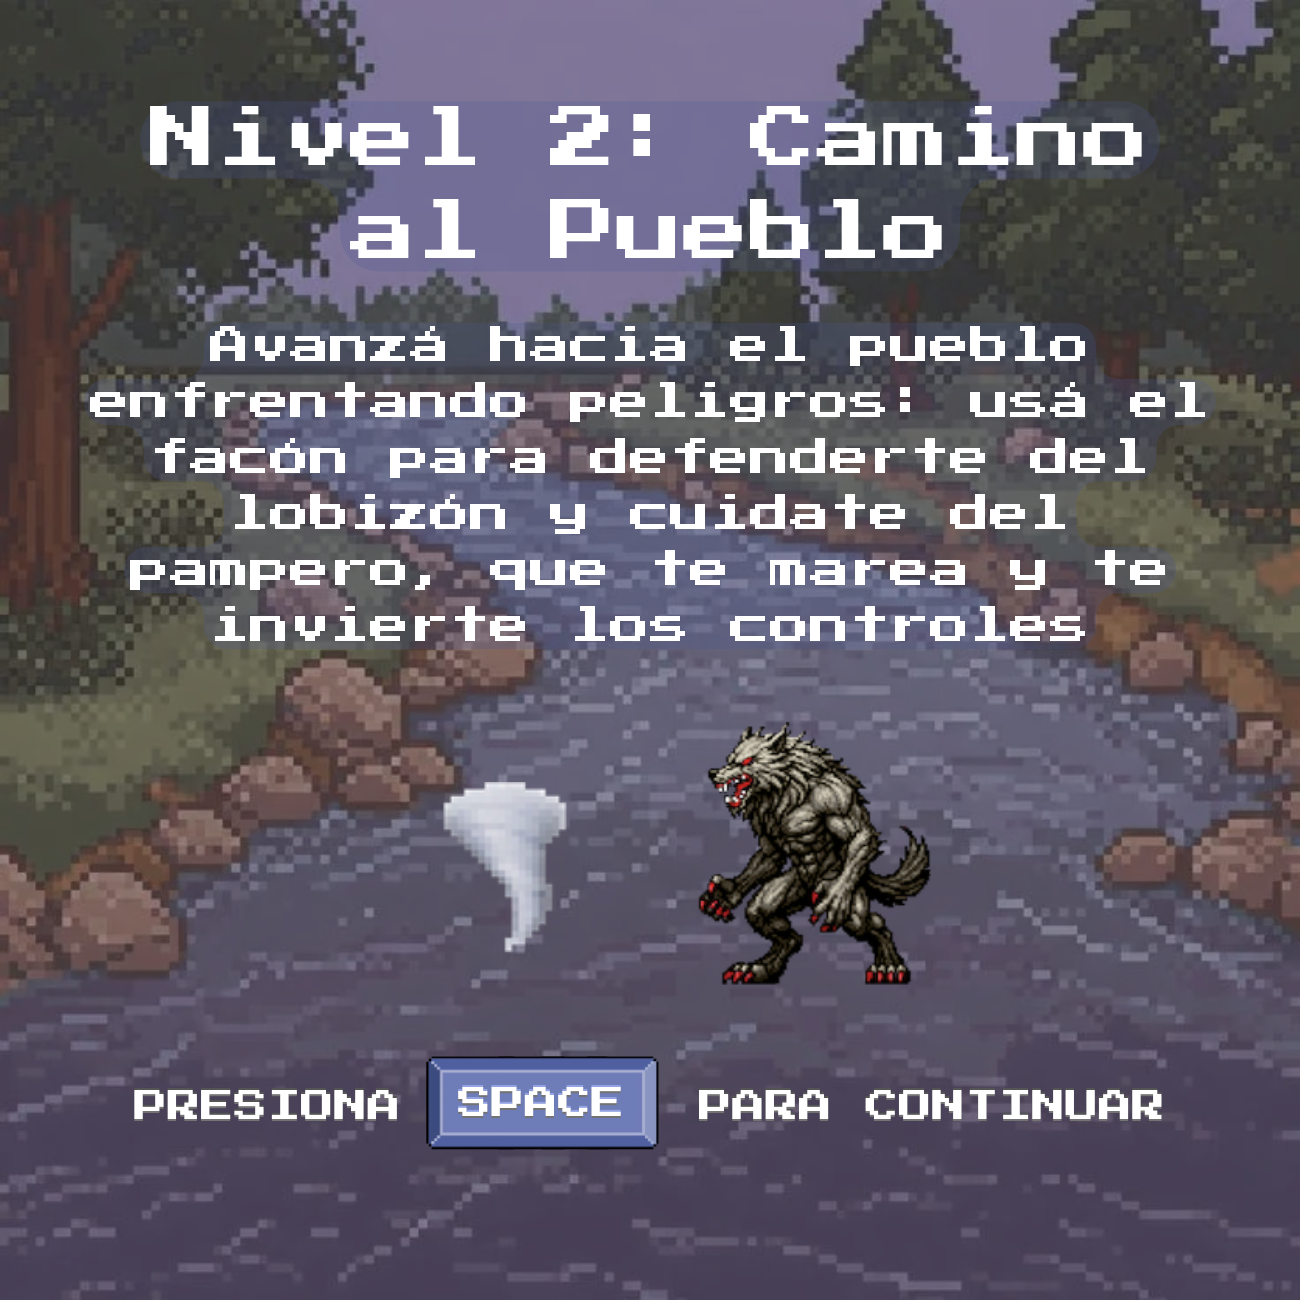 Nivel 2: Camino
al Pueblo
Avanzá hacia el pueblo
enfrentando peligros: usá el
facón para defenderte del
lobizón y cuidate del
pampero, que te marea y te
invierte los controles
PRESIONA SPACE PARA CONTINUAR